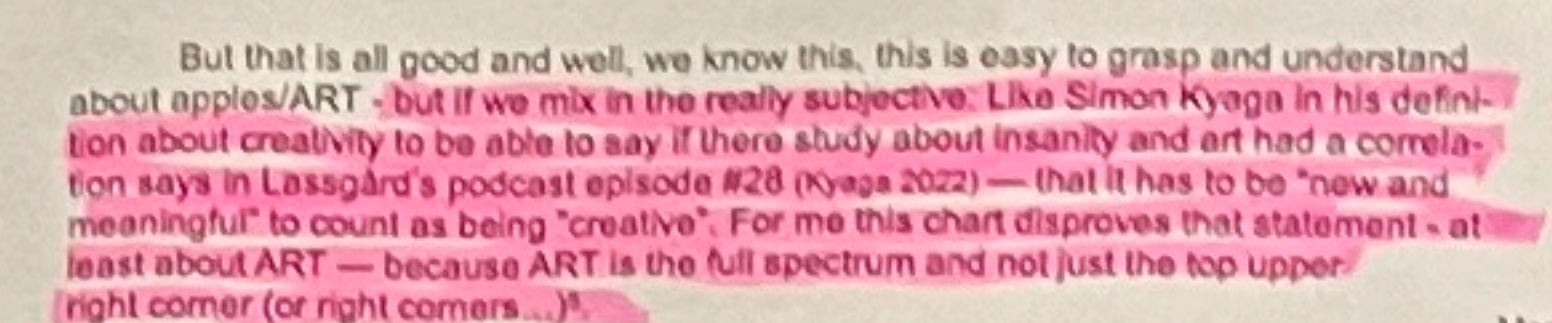 But that is all good and well, we know this, this is easy to grasp and understand
about apples/ART - but if we mix in the really subjective. Like Simon Kyaga in his defini-
tion about creativity to be able to say if there study about insanity and art had a correla-
tion says in Lassgård's podcast episode #28 (Kyaga 2022) — that it has to be "new and
meaningful" to count as being "creative". For me this chart disproves that statement - at
least about ART — because ART is the full spectrum and not just the top upper
right corner (or right corners...)